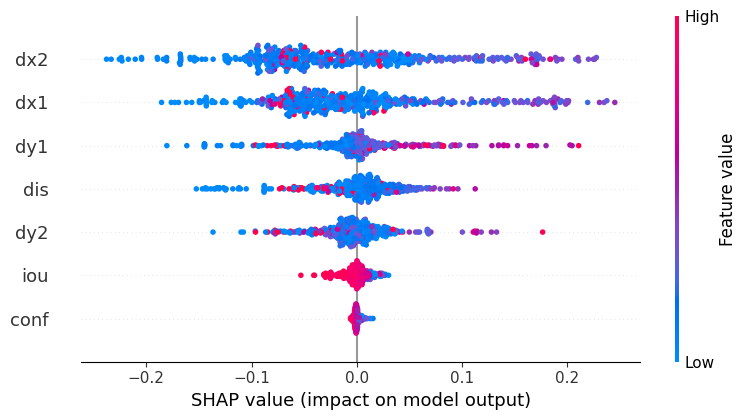 High
dx2
dx1
dy1
dis
dy2
iou
conf
Feature value
Low
−0.2 −0.1 0.0 0.1 0.2
SHAP value (impact on model output)